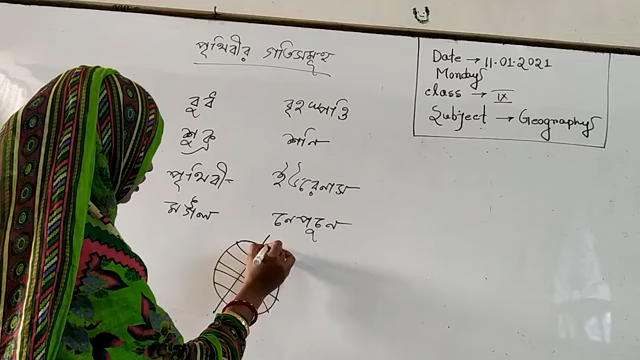 পৃথিবীর গতিসমূহ
বুধ বৃহস্পতি
শুক্র শনি
পৃথিবী ইউরেনাস
মঙ্গল নেপচুন
Date → 11.01.2021
Monday
Class → IX
Subject → Geography